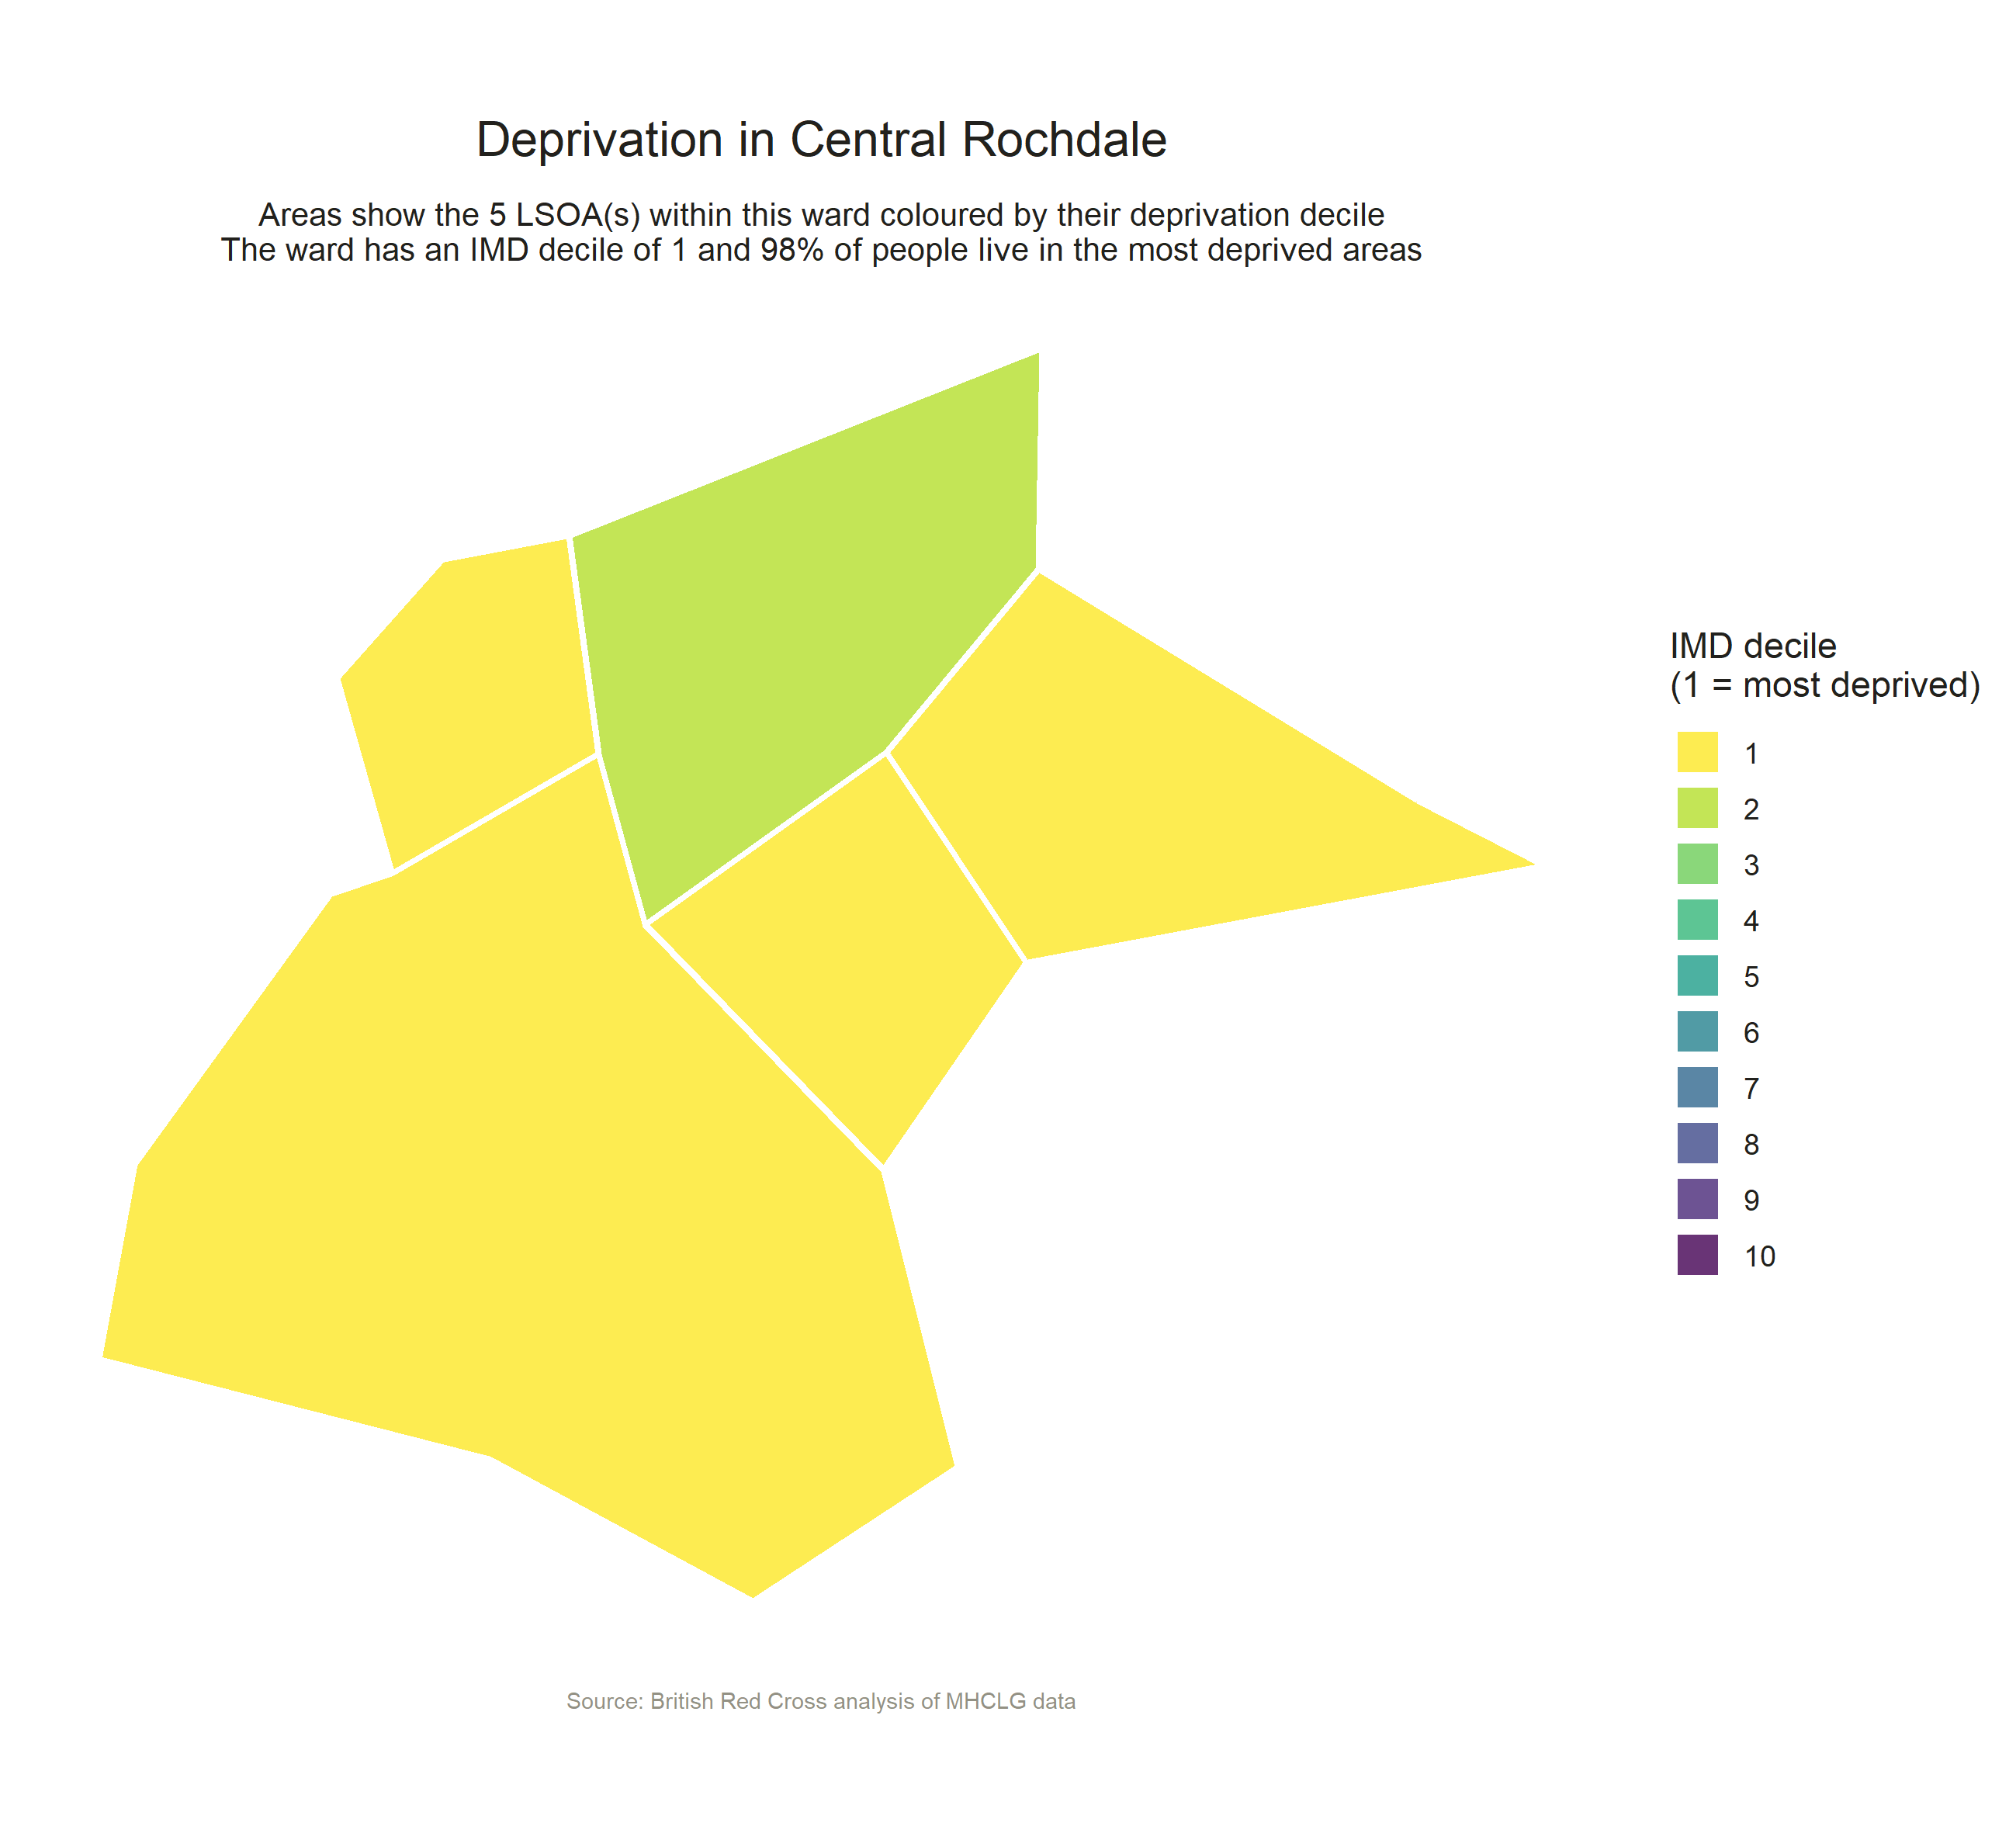 Deprivation in Central Rochdale
Areas show the 5 LSOA(s) within this ward coloured by their deprivation decile
The ward has an IMD decile of 1 and 98% of people live in the most deprived areas
IMD decile
(1 = most deprived)
1
2
3
4
5
6
7
8
9
10
Source: British Red Cross analysis of MHCLG data